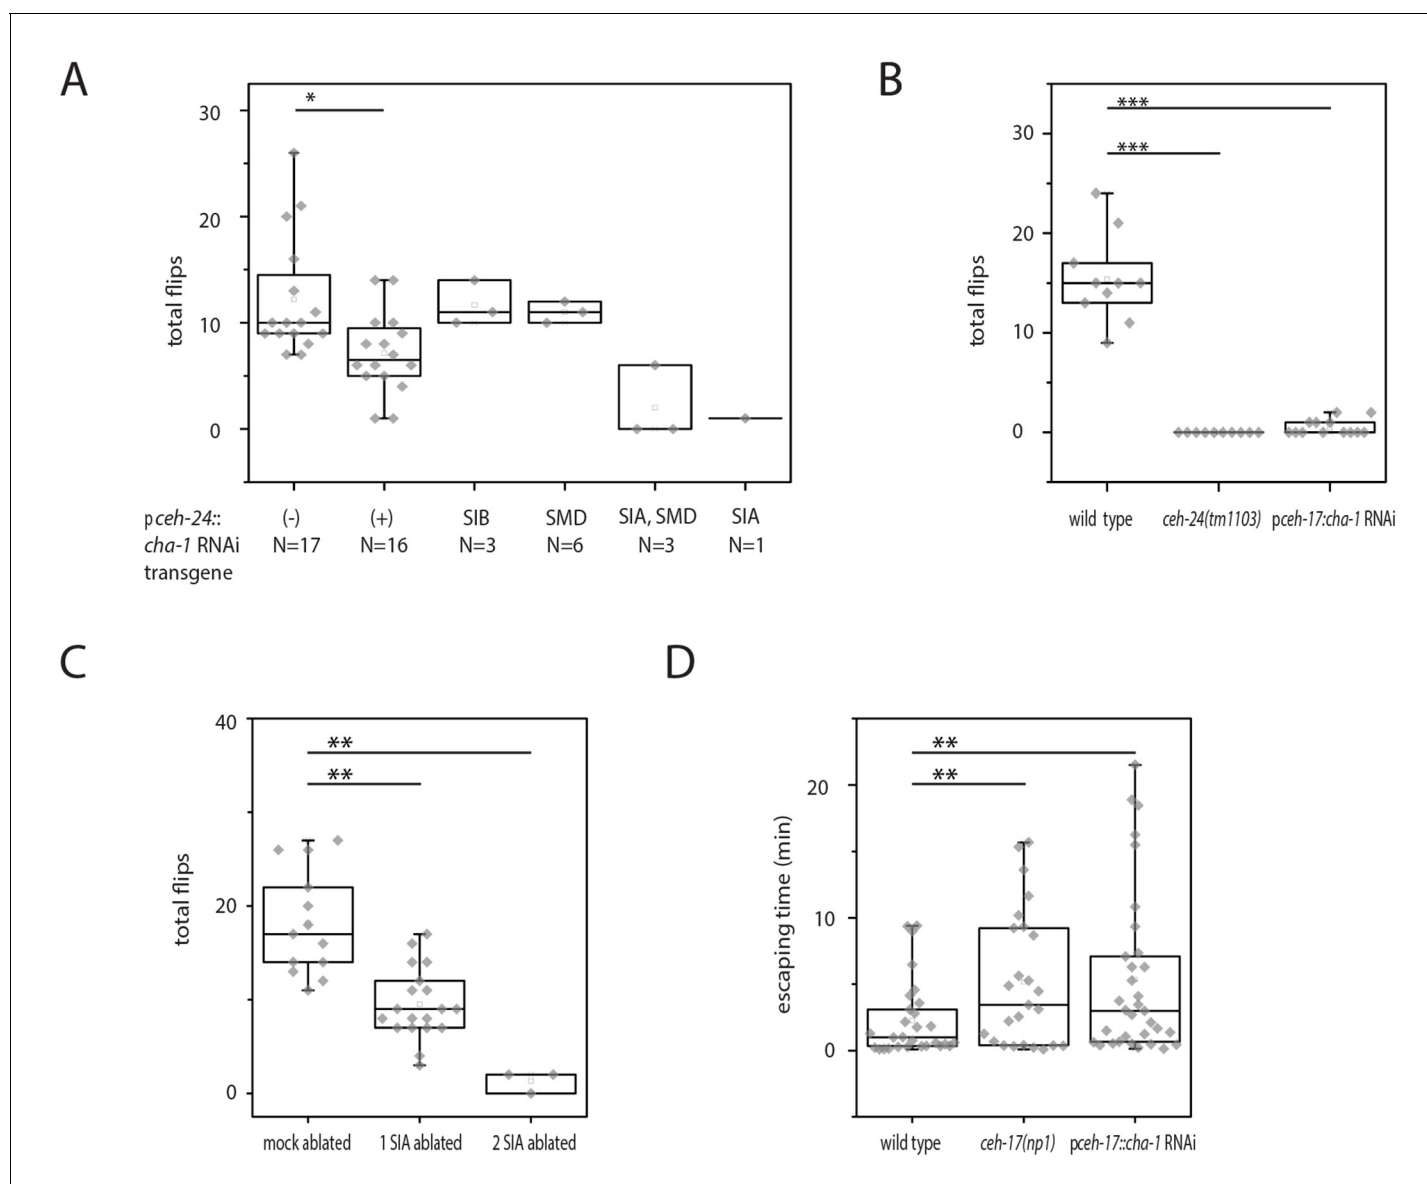 A
B
*
30
20
10
0
total flips
pceh-24::
cha-1 RNAi
transgene
(-)
N=17
(+)
N=16
SIB
N=3
SMD
N=6
SIA, SMD
N=3
SIA
N=1
***
***
30
20
10
0
total flips
wild type
ceh-24(tm1103)
pceh-17:cha-1 RNAi
C
D
**
**
40
20
0
total flips
mock ablated
1 SIA ablated
2 SIA ablated
**
**
20
10
0
escaping time (min)
wild type
ceh-17(np1)
pceh-17::cha-1 RNAi